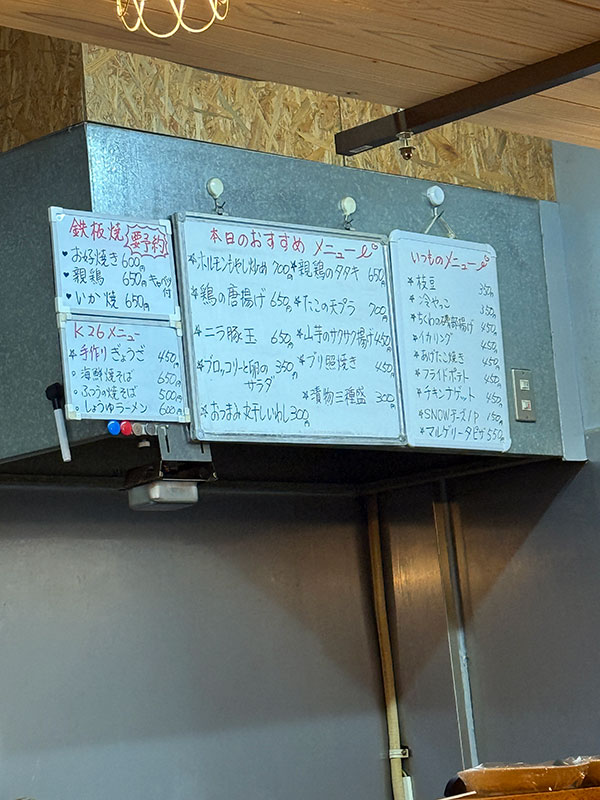 鉄板焼 要予約
♥お好み焼き 600円
♥親鶏 650円 キャベツ付
♥いか焼 650円
K26メニュー
*手作りぎょうざ 450円
○海鮮焼そば 650円
○ふつうの焼そば 500円
○しょうゆラーメン 600円
本日のおすすめメニュー
*ホルモンもやし炒め 700円
*鶏の唐揚げ 650円
*ニラ豚玉 650円
*ブロッコリーと卵のサラダ 350円
*おつまみ丸干しいわし 300円
*親鶏のタタキ 650円
*たこの天プラ 700円
*山芋のサクサク揚げ 450円
*ブリ照焼き 450円
*漬物三種盛 300円
いつものメニュー
*枝豆 350円
*冷やっこ 350円
*ちくわの磯部揚げ 450円
*イカリング 450円
*あげたこ焼き 450円
*フライドポテト 450円
*チキンナゲット 450円
*SNOWチーズ1P 150円
*マルゲリータピザ 550円